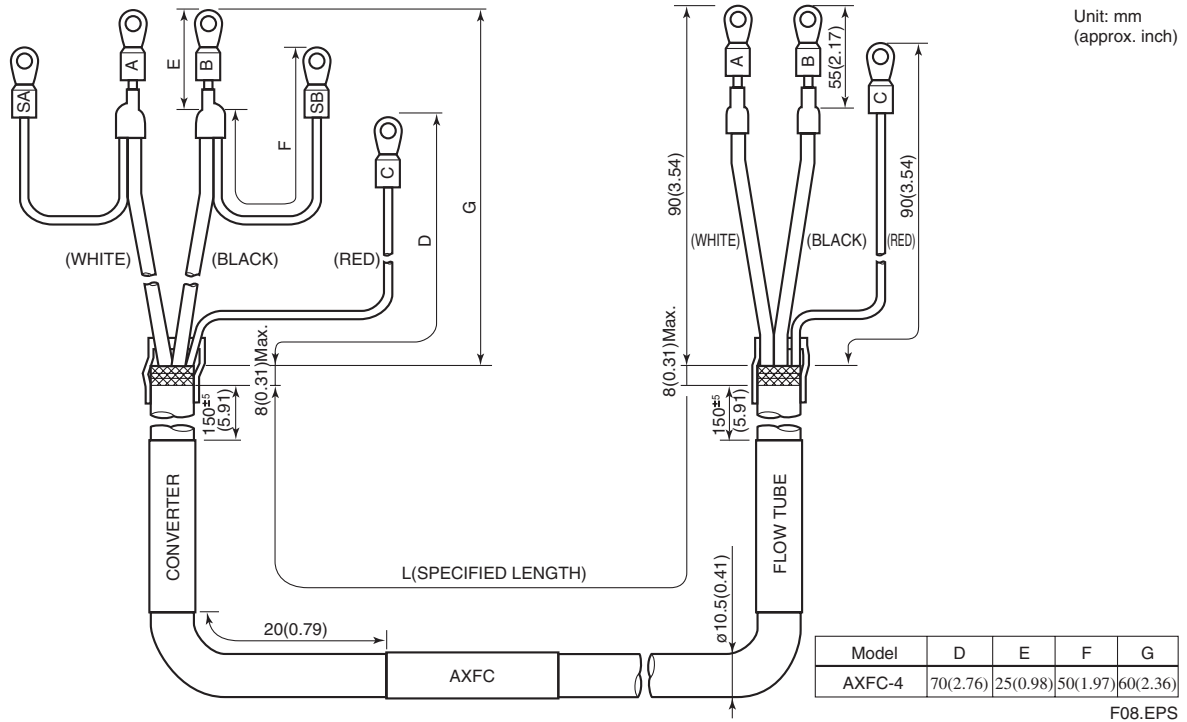 Unit: mm
(approx. inch)
A
B
SA
SB
C
E
F
G
D
(WHITE)
(BLACK)
(RED)
8(0.31)Max.
150±5
(5.91)
CONVERTER
A
B
C
55(2.17)
90(3.54)
90(3.54)
(WHITE)
(BLACK)
(RED)
8(0.31)Max.
150±5
(5.91)
FLOW TUBE
L(SPECIFIED LENGTH)
20(0.79)
AXFC
ø10.5(0.41)
Model D E F G
AXFC-4 70(2.76) 25(0.98) 50(1.97) 60(2.36)
F08.EPS